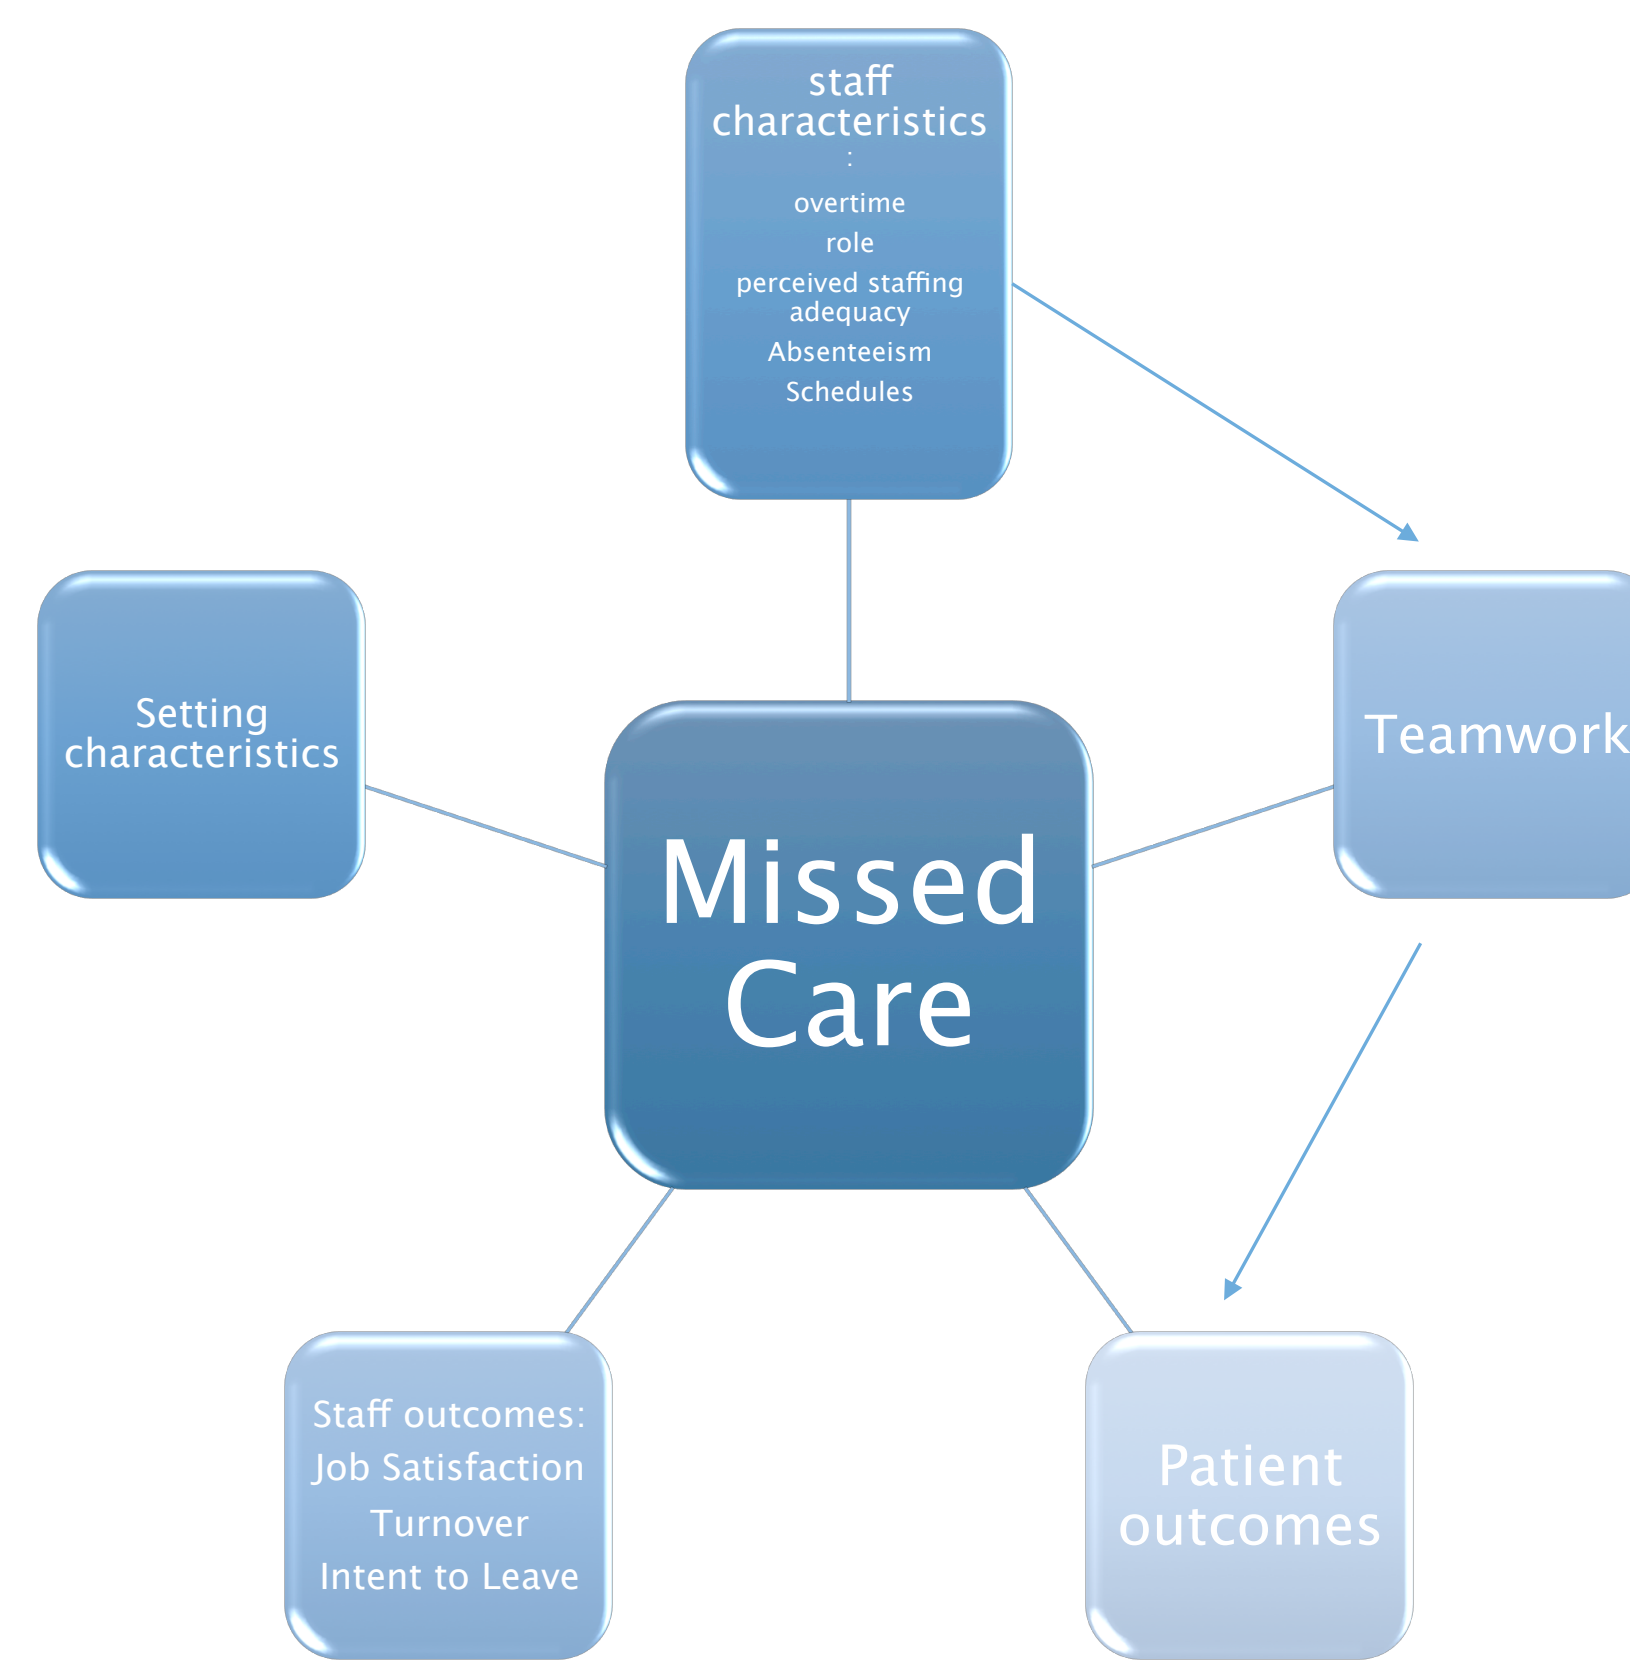 staff
characteristics
:
overtime
role
perceived staffing
adequacy
Absenteeism
Schedules
Setting
characteristics
Teamwork
Missed
Care
Staff outcomes:
Job Satisfaction
Turnover
Intent to Leave
Patient
outcomes